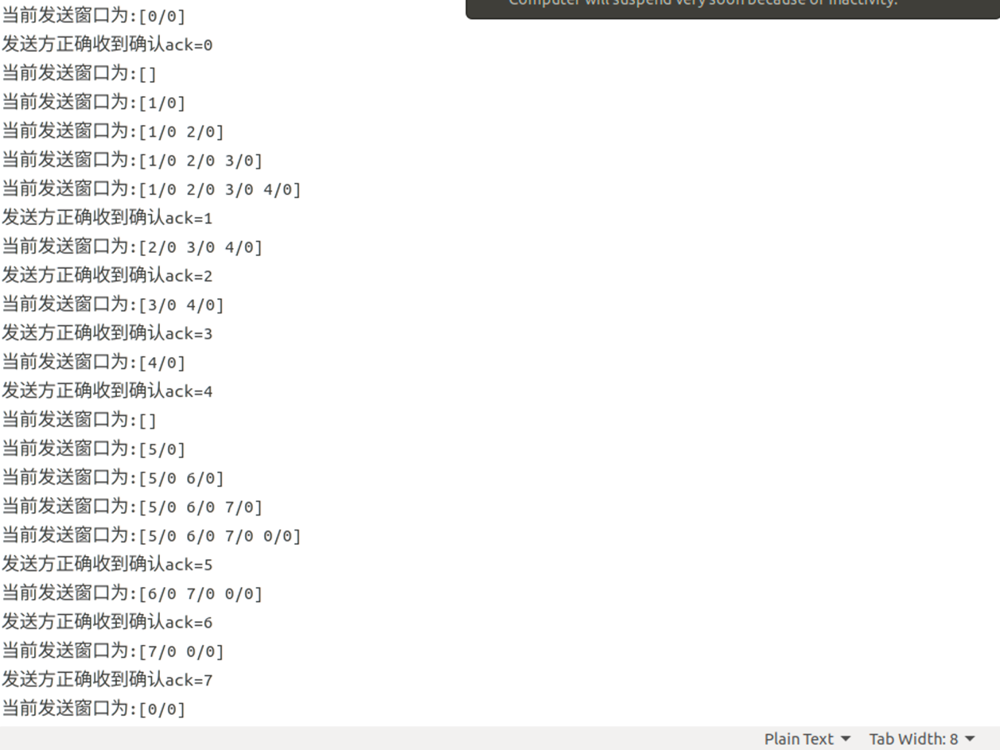 Computer will suspend very soon because of inactivity.
当前发送窗口为:[0/0]
发送方正确收到确认ack=0
当前发送窗口为:[]
当前发送窗口为:[1/0]
当前发送窗口为:[1/0 2/0]
当前发送窗口为:[1/0 2/0 3/0]
当前发送窗口为:[1/0 2/0 3/0 4/0]
发送方正确收到确认ack=1
当前发送窗口为:[2/0 3/0 4/0]
发送方正确收到确认ack=2
当前发送窗口为:[3/0 4/0]
发送方正确收到确认ack=3
当前发送窗口为:[4/0]
发送方正确收到确认ack=4
当前发送窗口为:[]
当前发送窗口为:[5/0]
当前发送窗口为:[5/0 6/0]
当前发送窗口为:[5/0 6/0 7/0]
当前发送窗口为:[5/0 6/0 7/0 0/0]
发送方正确收到确认ack=5
当前发送窗口为:[6/0 7/0 0/0]
发送方正确收到确认ack=6
当前发送窗口为:[7/0 0/0]
发送方正确收到确认ack=7
当前发送窗口为:[0/0]
Plain Text Tab Width: 8